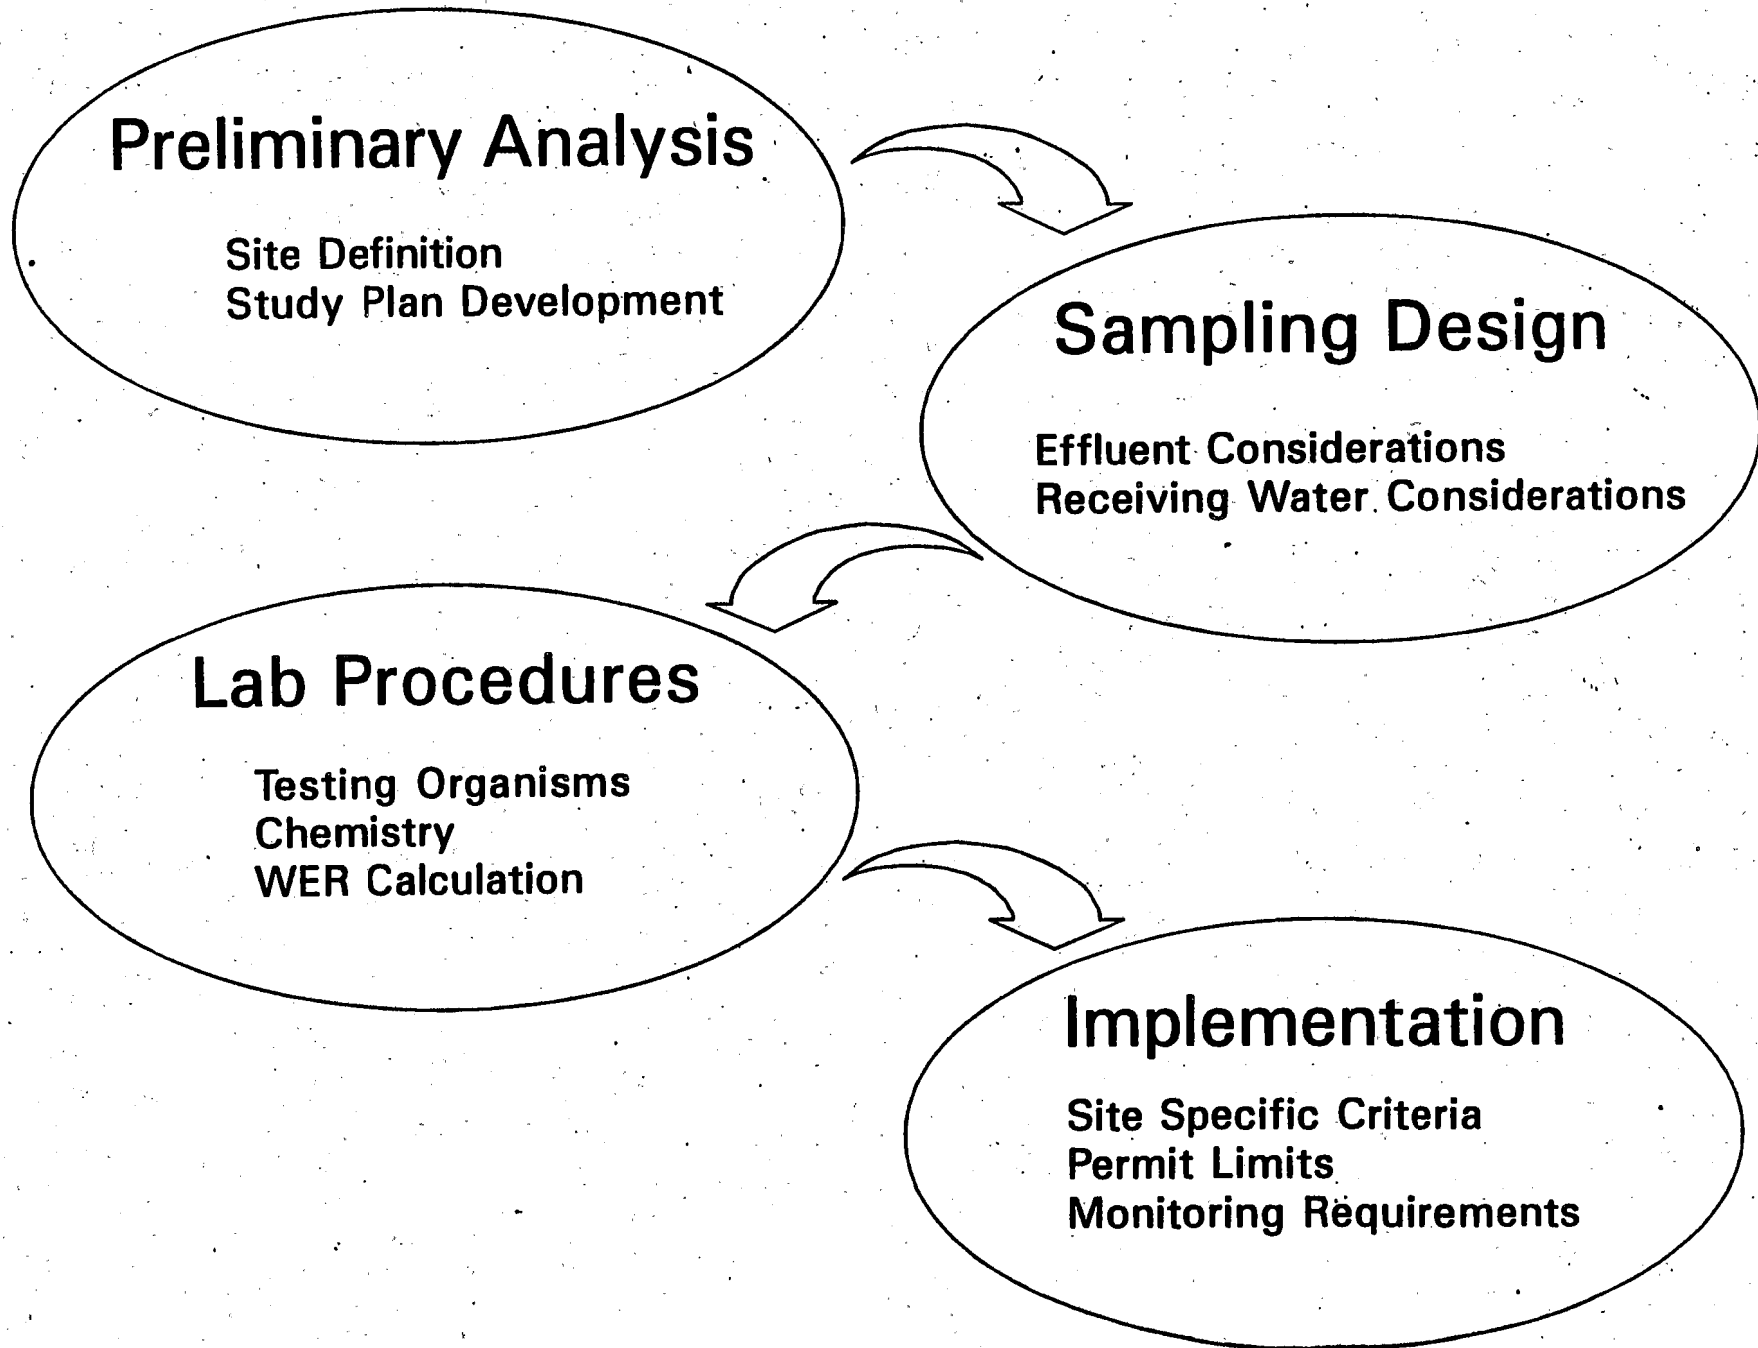 Preliminary Analysis
Site Definition
Study Plan Development
Sampling Design
Effluent Considerations
Receiving Water Considerations
Lab Procedures
Testing Organisms
Chemistry
WER Calculation
Implementation
Site Specific Criteria
Permit Limits
Monitoring Requirements